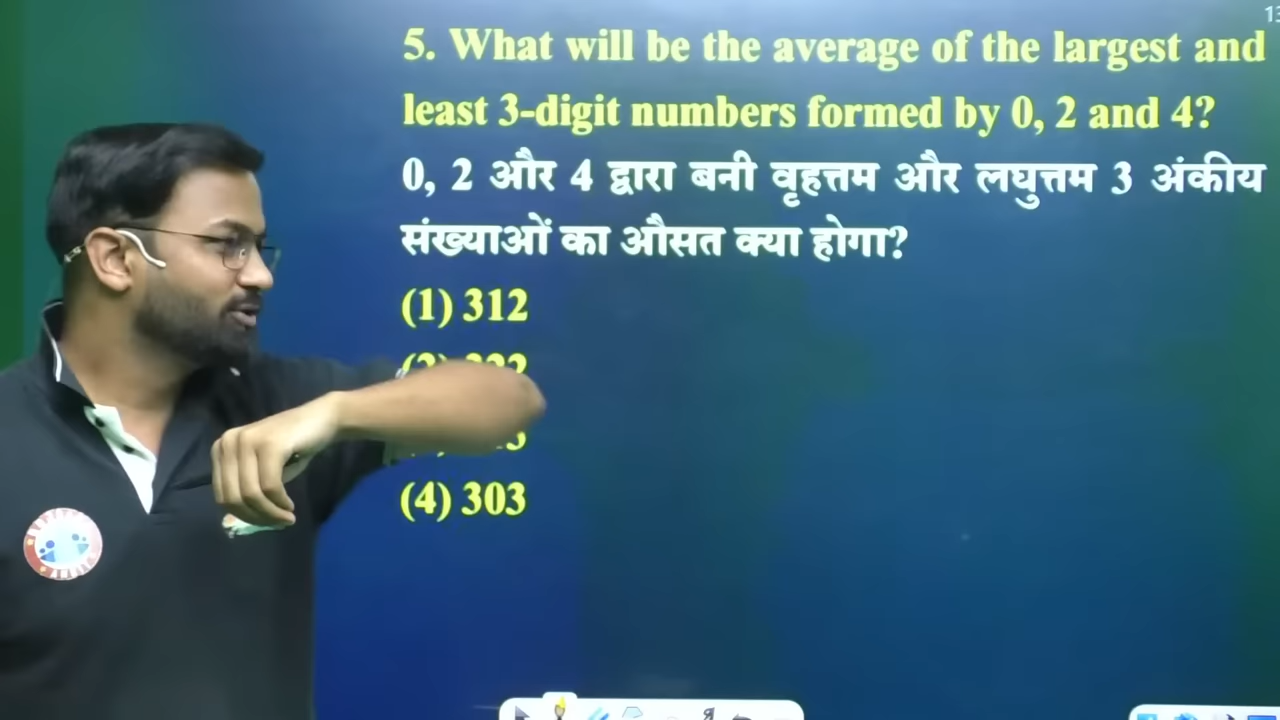 5. What will be the average of the largest and
least 3-digit numbers formed by 0, 2 and 4?
0, 2 और 4 द्वारा बनी वृहत्तम और लघुत्तम 3 अंकीय
संख्याओं का औसत क्या होगा?
(1) 312
(4) 303